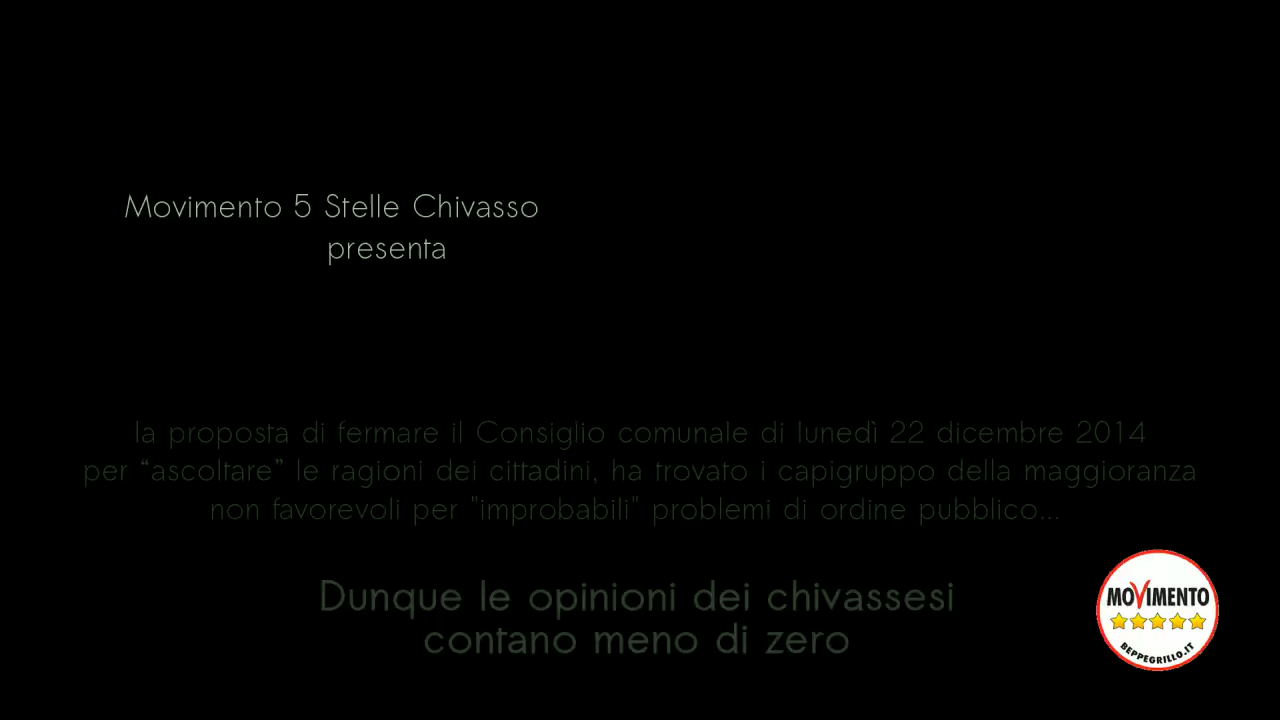 Movimento 5 Stelle Chivasso
presenta
la proposta di fermare il Consiglio comunale di lunedì 22 dicembre 2014
per “ascoltare” le ragioni dei cittadini, ha trovato i capigruppo della maggioranza
non favorevoli per "improbabili" problemi di ordine pubblico...
Dunque le opinioni dei chivassesi
contano meno di zero
MOVIMENTO
BEPPEGRILLO.IT